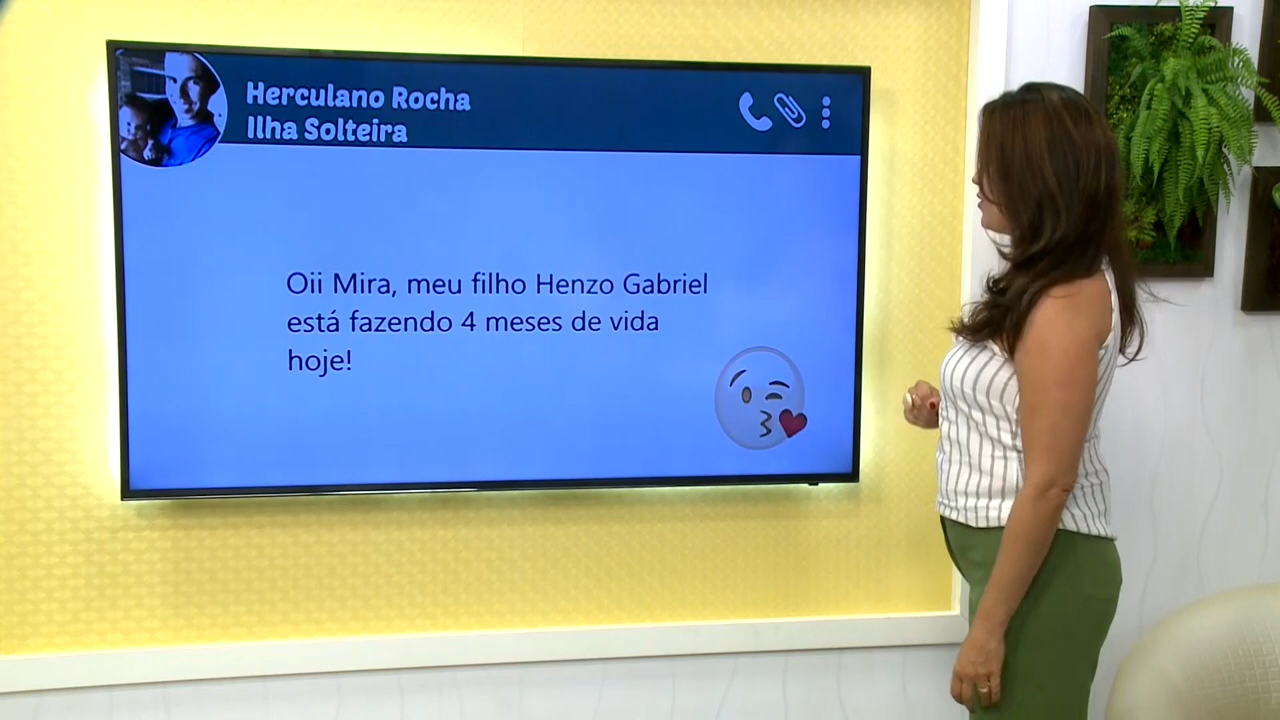 Herculano Rocha
Ilha Solteira
Oii Mira, meu filho Henzo Gabriel
está fazendo 4 meses de vida
hoje!